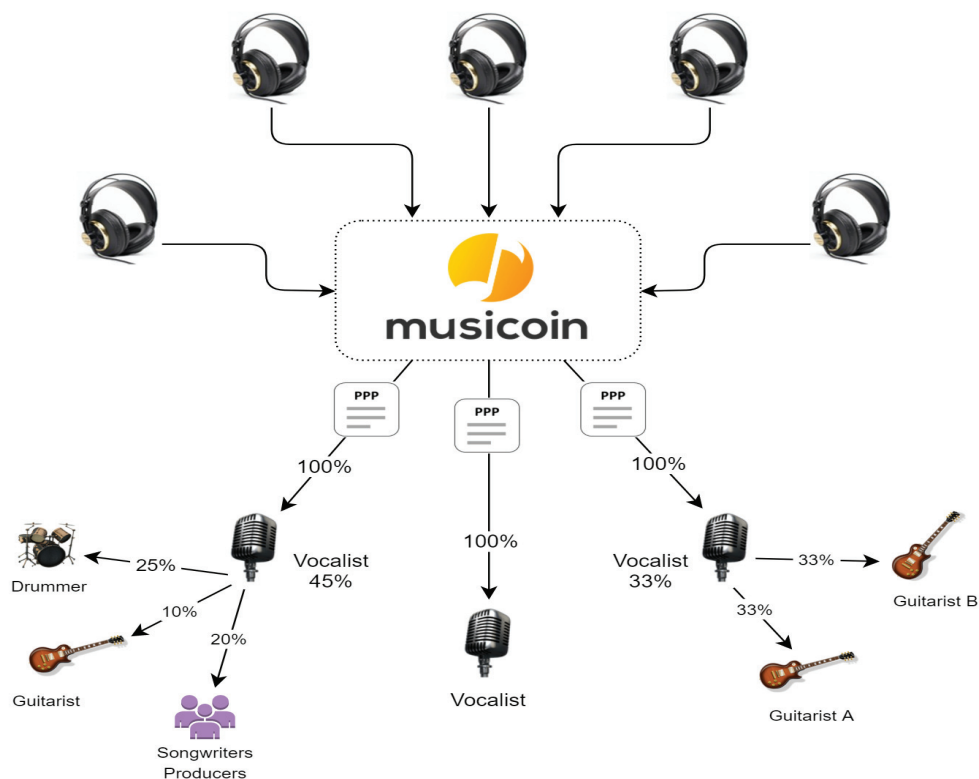 musicoin
PPP
PPP
PPP
100%
100%
100%
Vocalist
45%
25%
Drummer
10%
Guitarist
20%
Songwriters
Producers
Vocalist
Vocalist
33%
33%
Guitarist B
33%
Guitarist A